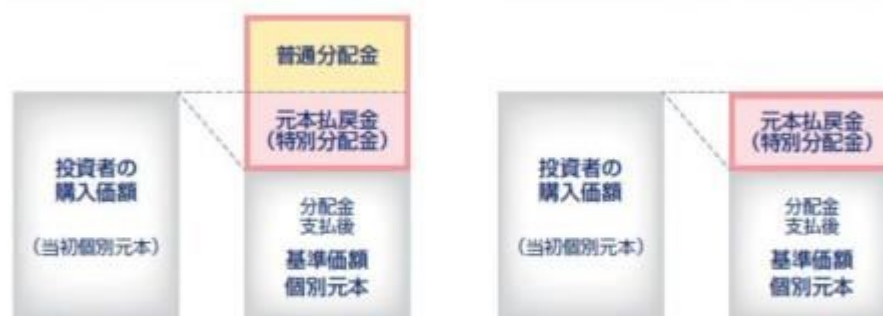 普通分配金
元本払戻金
(特別分配金)
投資者の
購入価額
(当初個別元本)
分配金
支払後
基準価額
個別元本
元本払戻金
(特別分配金)
投資者の
購入価額
(当初個別元本)
分配金
支払後
基準価額
個別元本